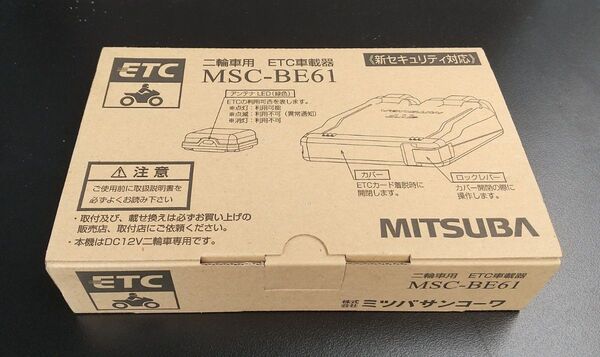 ETC
二輪車用 ETC車載器
MSC-BE61
《新セキュリティ対応》
アンテナLED(緑色)
ETCの利用可否を表します。
※点灯:利用可能
※点滅:利用不可(異常通知)
※消灯:利用不可
⚠注意
ご使用前に取扱説明書を
必ずよくお読み下さい
・取付及び、載せ換えは必ずお買い上げの
販売店、取付店にご依頼ください。
・本機はDC12V二輪車専用です。
カバー
ETCカード着脱時に
開閉します。
ロックレバー
カバー開閉の際に
操作します。
MITSUBA
ETC
二輪車用 ETC車載器
MSC-BE61
株式会社 ミツバサンコーワ